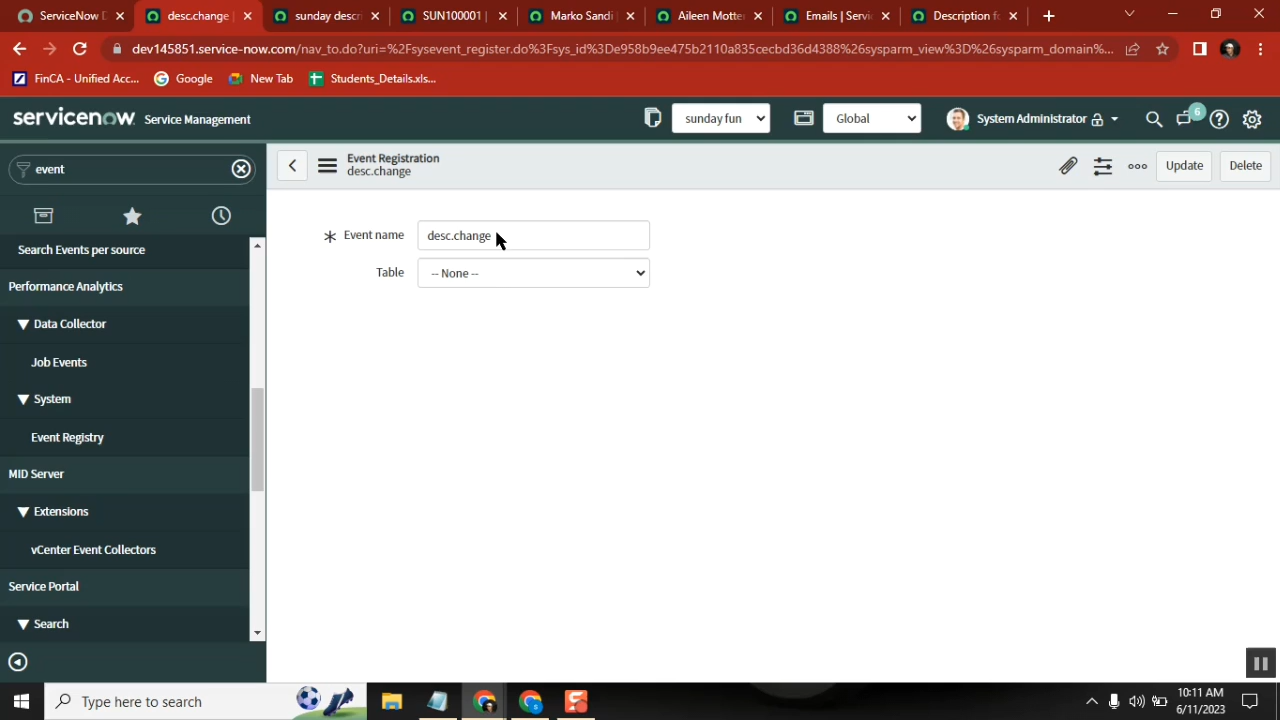 ServiceNow D
desc.change |
sunday descri
SUN100001 |
Marko Sandi
Aileen Motte
Emails | Servi
Description fo
dev145851.service-now.com/nav_to.do?uri=%2Fsysevent_register.do%3Fsys_id%3De958b9ee475b2110a835cecbd36d4388%26sysparm_view%3D%26sysparm_domain%...
FinCA - Unified Acc...
Google
New Tab
Students_Details.xls...
servicenow Service Management
sunday fun
Global
System Administrator
6
event
Event Registration
desc.change
Update
Delete
Search Events per source
Performance Analytics
Data Collector
Job Events
System
Event Registry
MID Server
Extensions
vCenter Event Collectors
Service Portal
Search
Event name
desc.change
Table
-- None --
Type here to search
10:11 AM
6/11/2023